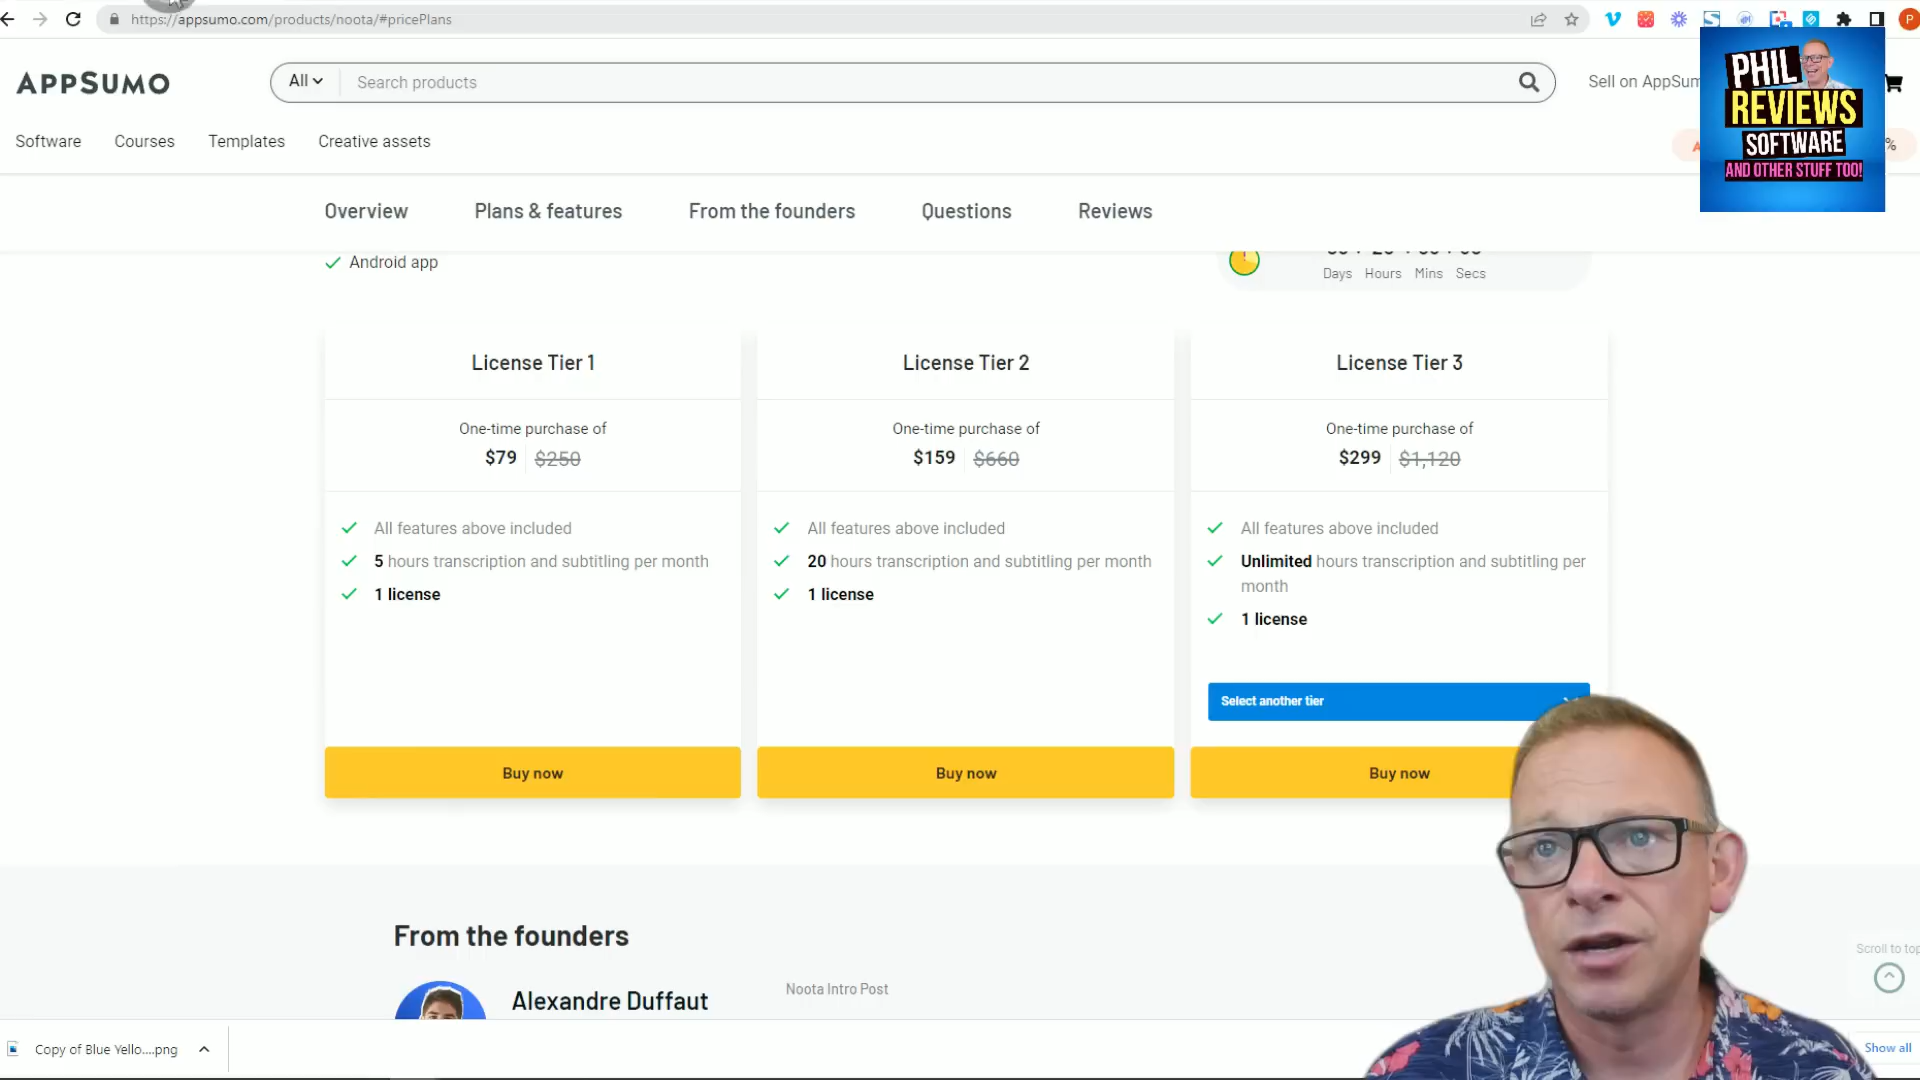 https://appsumo.com/products/noota/#pricePlans
P
APPSUMO
All
Search products
Sell on AppSum
PHIL
REVIEWS
SOFTWARE
AND OTHER STUFF TOO!
Software
Courses
Templates
Creative assets
A
%
Overview
Plans & features
From the founders
Questions
Reviews
Android app
Days Hours Mins Secs
License Tier 1
One-time purchase of
$79 $250
All features above included
5 hours transcription and subtitling per month
1 license
Buy now
License Tier 2
One-time purchase of
$159 $660
All features above included
20 hours transcription and subtitling per month
1 license
Buy now
License Tier 3
One-time purchase of
$299 $1,120
All features above included
Unlimited hours transcription and subtitling per
month
1 license
Select another tier
Buy now
From the founders
Alexandre Duffaut
Noota Intro Post
Scroll to top
Copy of Blue Yello....png
Show all